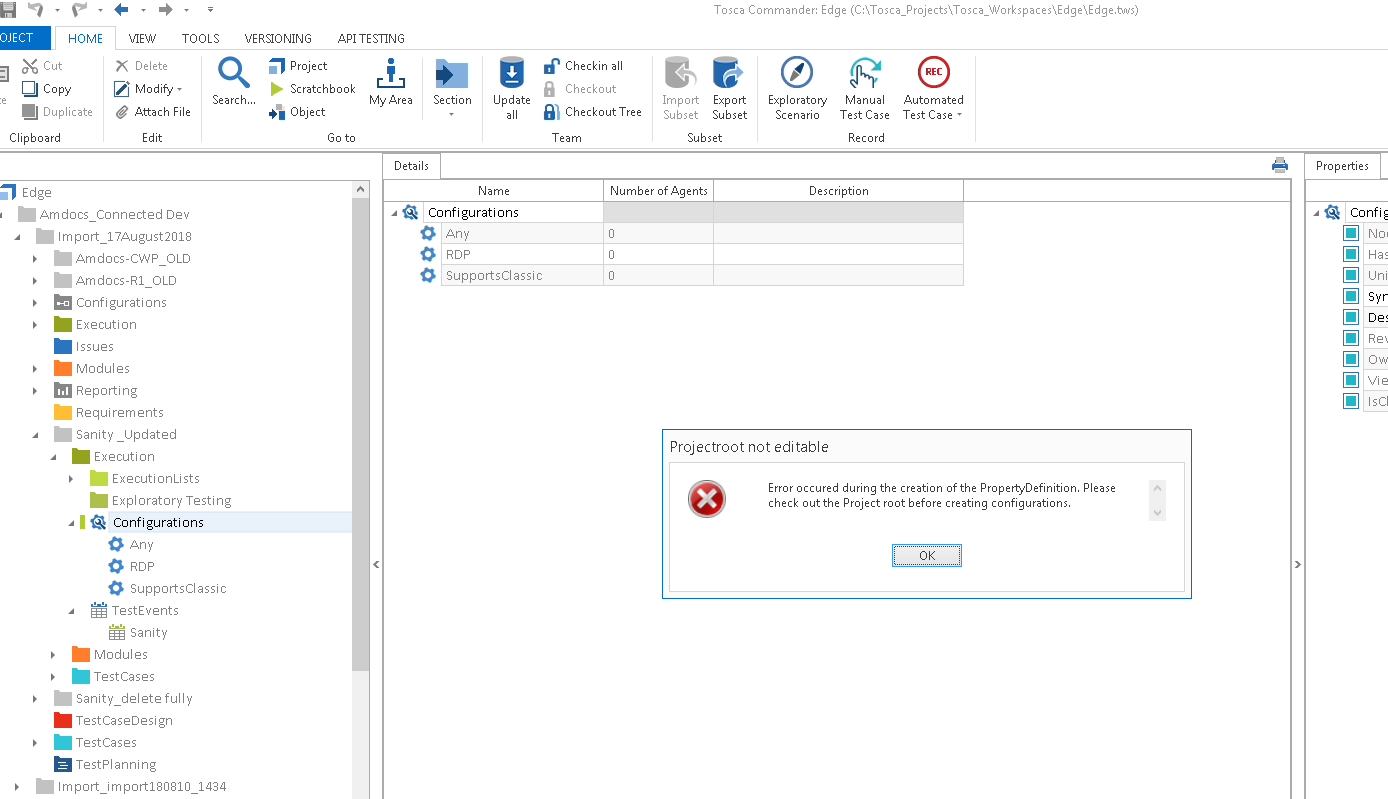 Tosca Commander: Edge (C:\Tosca_Projects\Tosca_Workspaces\Edge\Edge.tws)
OJECT HOME VIEW TOOLS VERSIONING API TESTING
Cut
Copy
Duplicate
Clipboard
Delete
Modify
Attach File
Edit
Search...
Project
Scratchbook
Object
My Area
Go to
Section
Update all
Checkin all
Checkout
Checkout Tree
Team
Import Subset
Export Subset
Subset
Exploratory Scenario
Manual Test Case
REC
Automated Test Case
Record
Edge
Amdocs_Connected Dev
Import_17August2018
Amdocs-CWP_OLD
Amdocs-R1_OLD
Configurations
Execution
Issues
Modules
Reporting
Requirements
Sanity _Updated
Execution
ExecutionLists
Exploratory Testing
Configurations
Any
RDP
SupportsClassic
TestEvents
Sanity
Modules
TestCases
Sanity_delete fully
TestCaseDesign
TestCases
TestPlanning
Import_import180810_1434
Details
Name Number of Agents Description
Configurations
Any 0
RDP 0
SupportsClassic 0
Projectroot not editable
Error occured during the creation of the PropertyDefinition. Please
check out the Project root before creating configurations.
OK
Properties
Config
Noc
Has
Uni
Syn
Des
Rev
Ow
Vie
IsCl